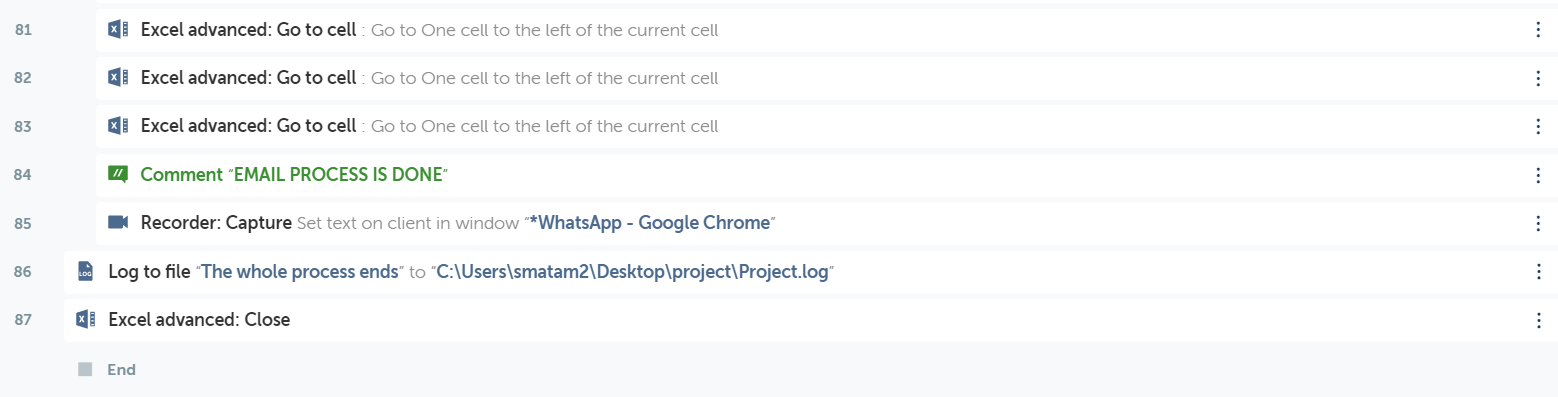 81 Excel advanced: Go to cell : Go to One cell to the left of the current cell
82 Excel advanced: Go to cell : Go to One cell to the left of the current cell
83 Excel advanced: Go to cell : Go to One cell to the left of the current cell
84 Comment “EMAIL PROCESS IS DONE”
85 Recorder: Capture Set text on client in window “*WhatsApp - Google Chrome”
86 Log to file “The whole process ends” to “C:\Users\smatam2\Desktop\project\Project.log”
87 Excel advanced: Close
End